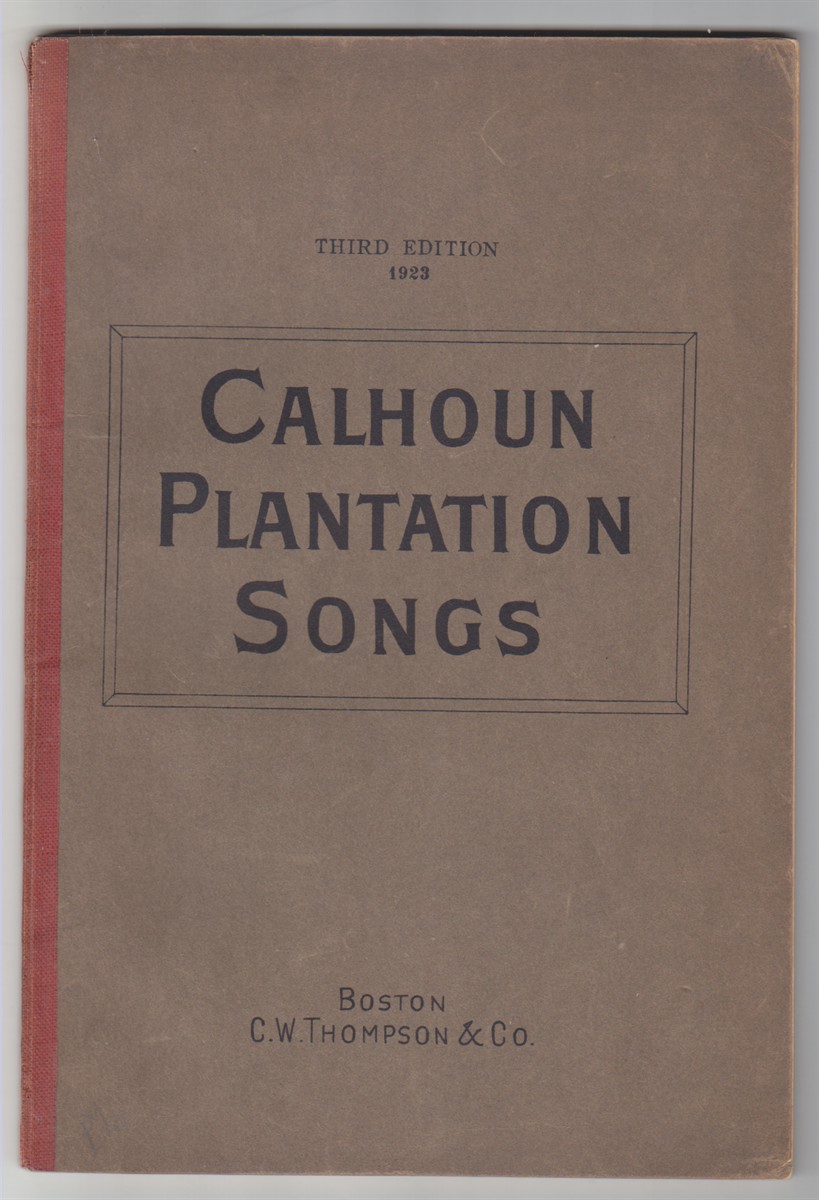 THIRD EDITION
1923
CALHOUN
PLANTATION
SONGS
BOSTON
C.W. THOMPSON & CO.